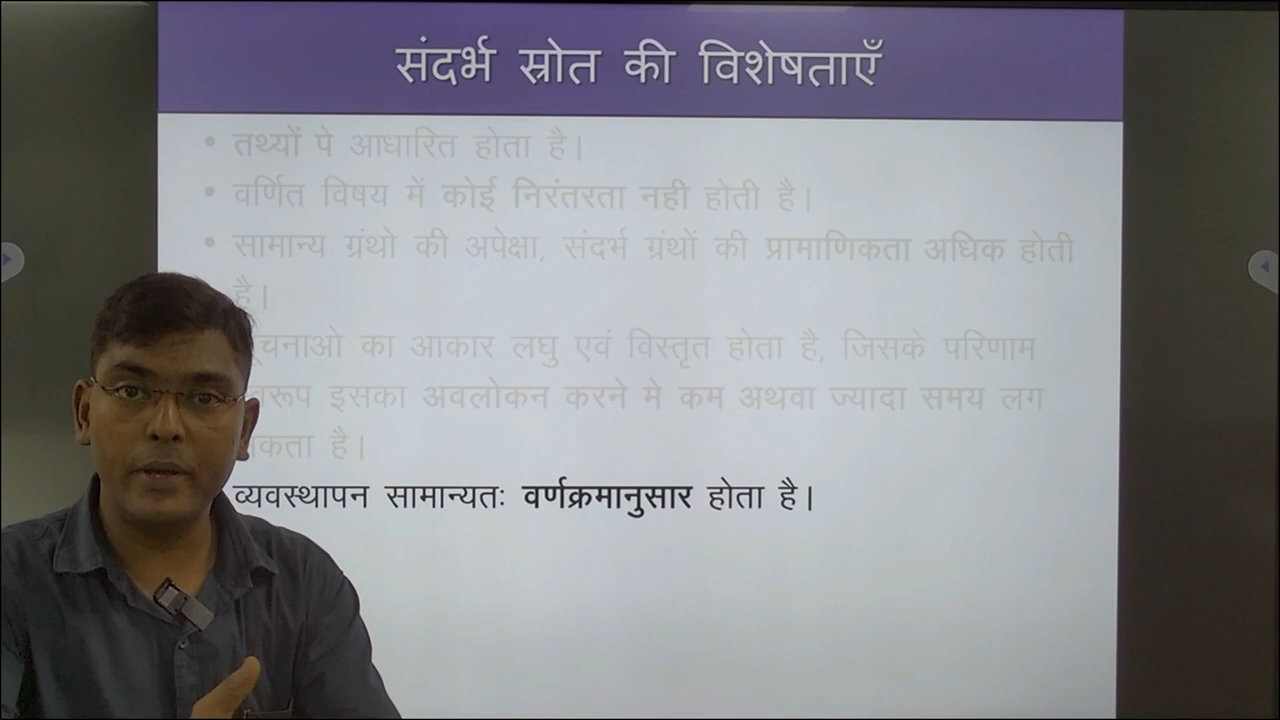 संदर्भ स्रोत की विशेषताएँ
• तथ्यों पे आधारित होता है।
• वर्णित विषय में कोई निरंतरता नही होती है।
• सामान्य ग्रंथो की अपेक्षा, संदर्भ ग्रंथों की प्रामाणिकता अधिक होती
है।
का आकार लघु एवं विस्तृत होता है, जिसके परिणाम
इसका अवलोकन करने मे कम अथवा ज्यादा समय लग
है।
व्यवस्थापन सामान्यतः वर्णक्रमानुसार होता है।